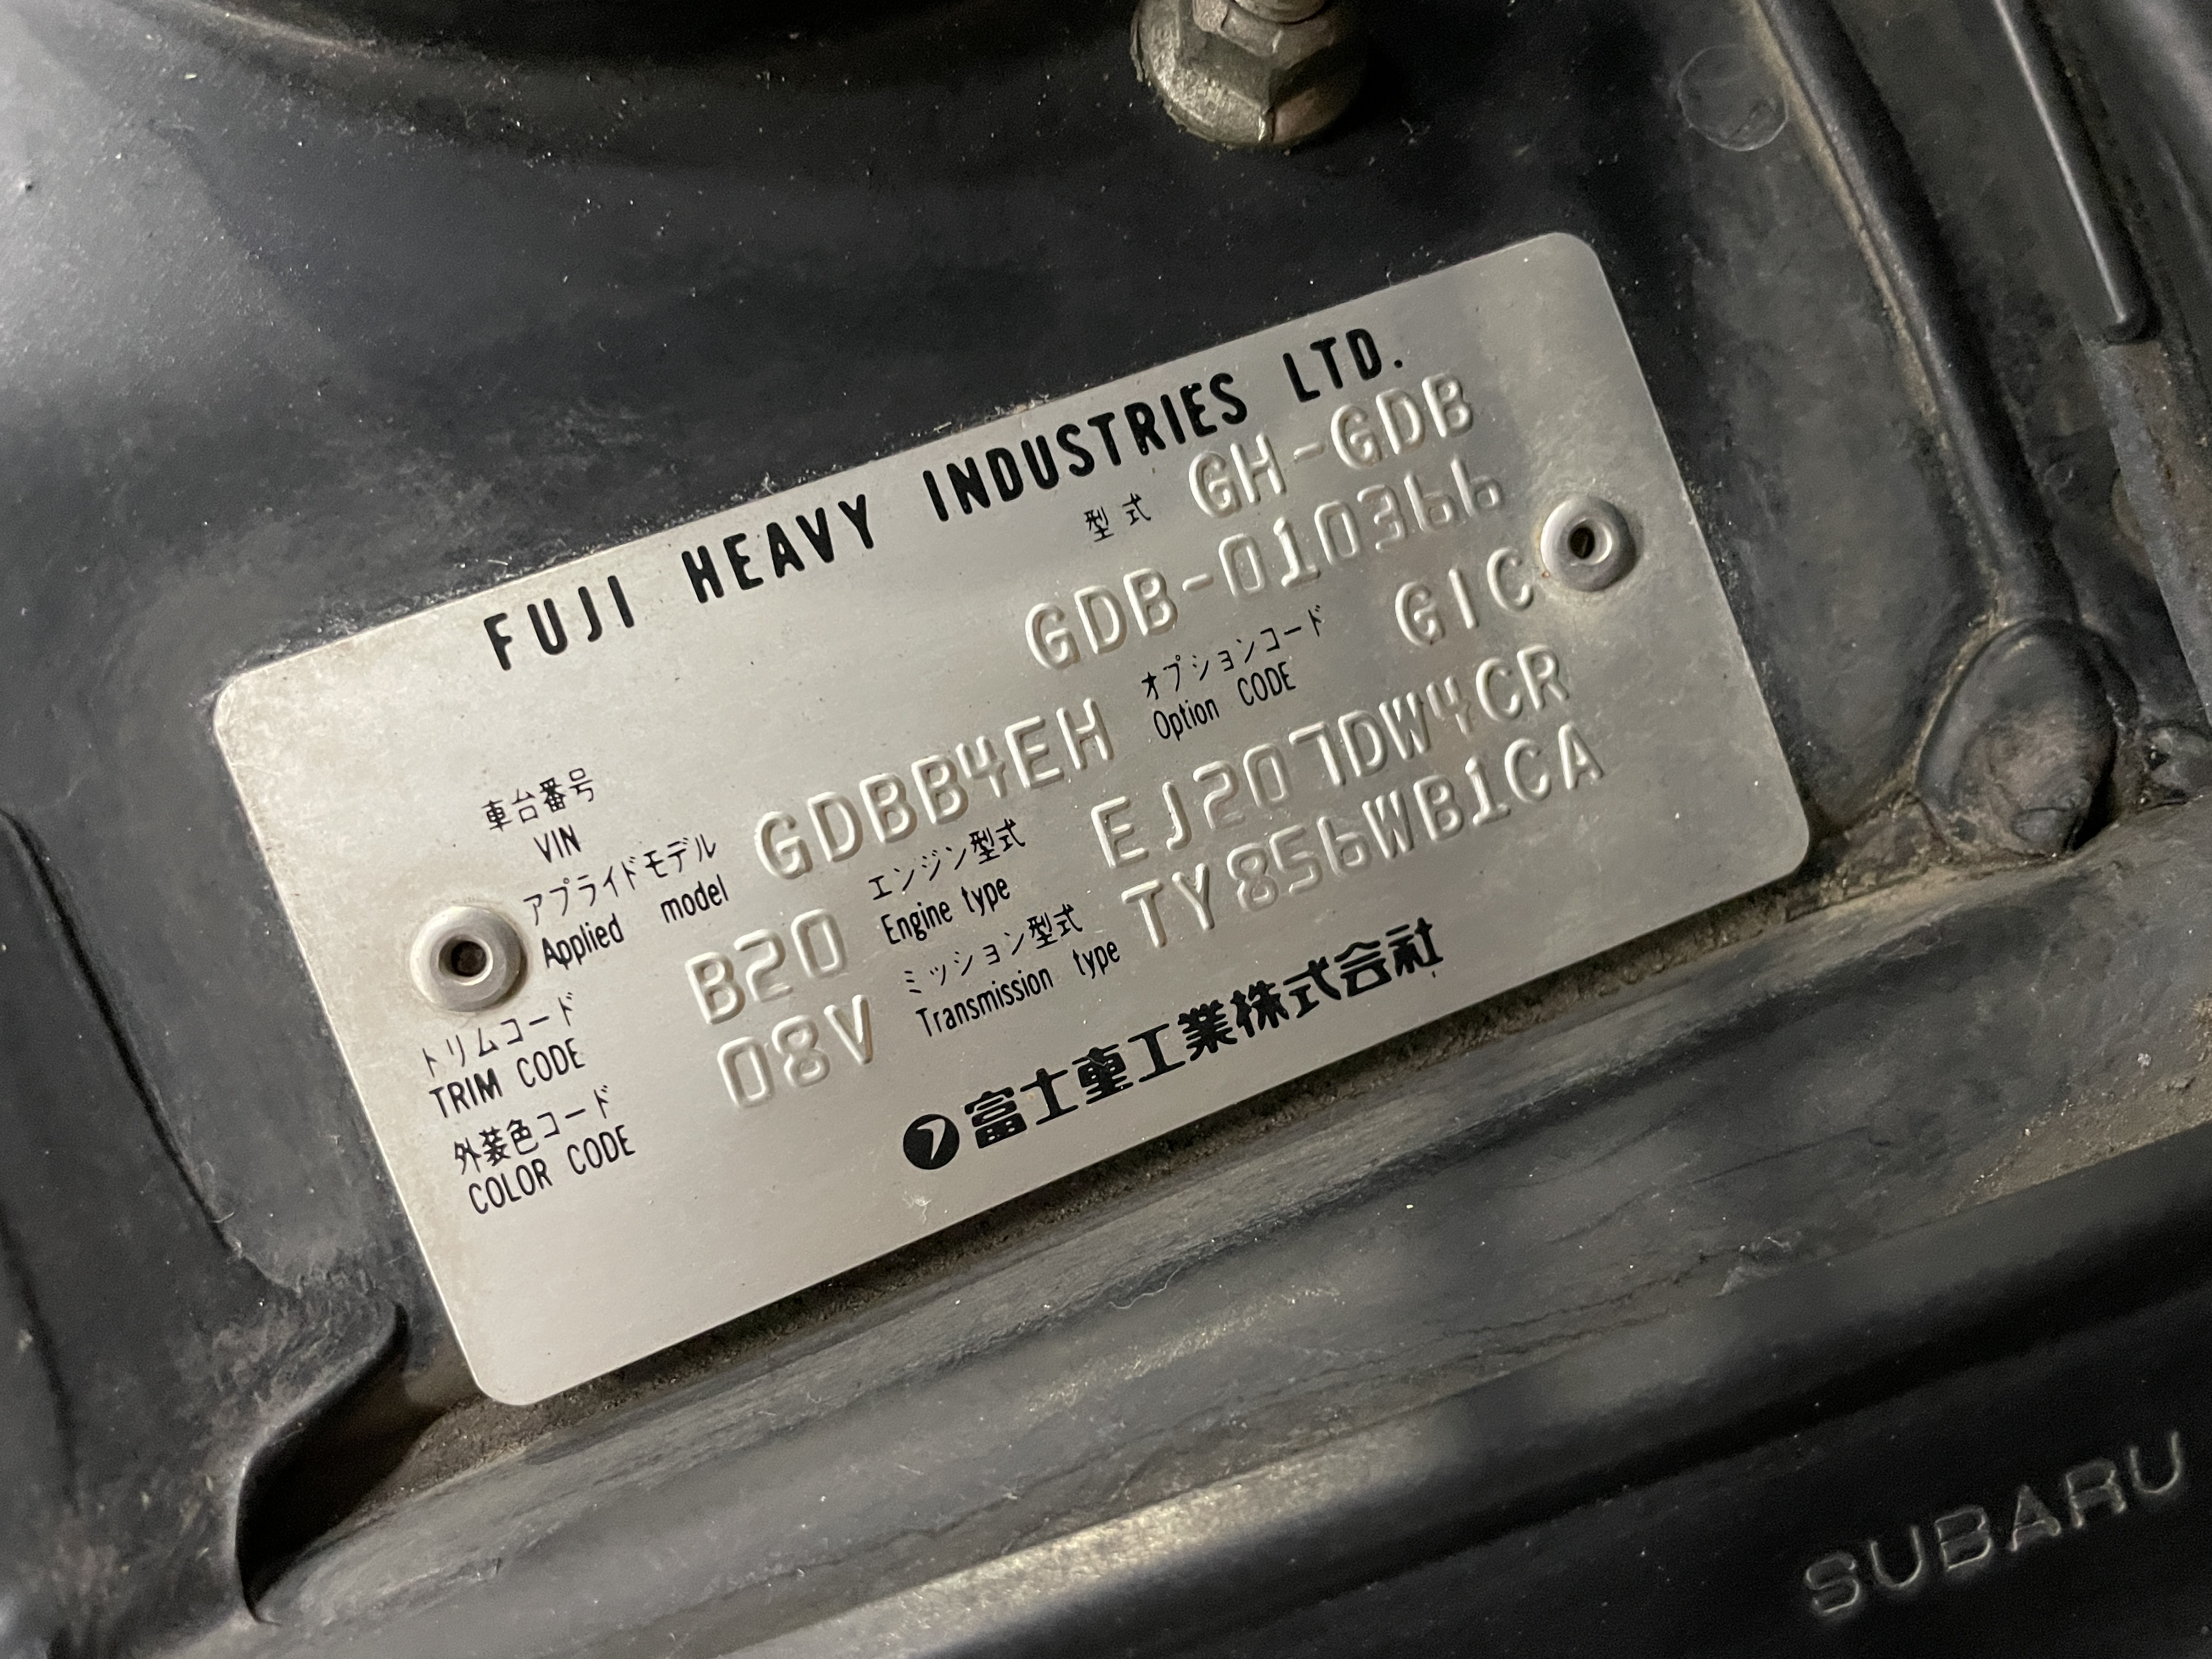 FUJI HEAVY INDUSTRIES LTD.
型式 GH-GDB
車台番号
VIN GDB-010366
アプライドモデル
Applied model GDBB4EH
オプションコード
Option CODE GIC
トリムコード
TRIM CODE B20
エンジン型式
Engine type EJ207DW4CR
外装色コード
COLOR CODE 08V
ミッション型式
Transmission type TY856WB1CA
富士重工業株式会社
SUBARU